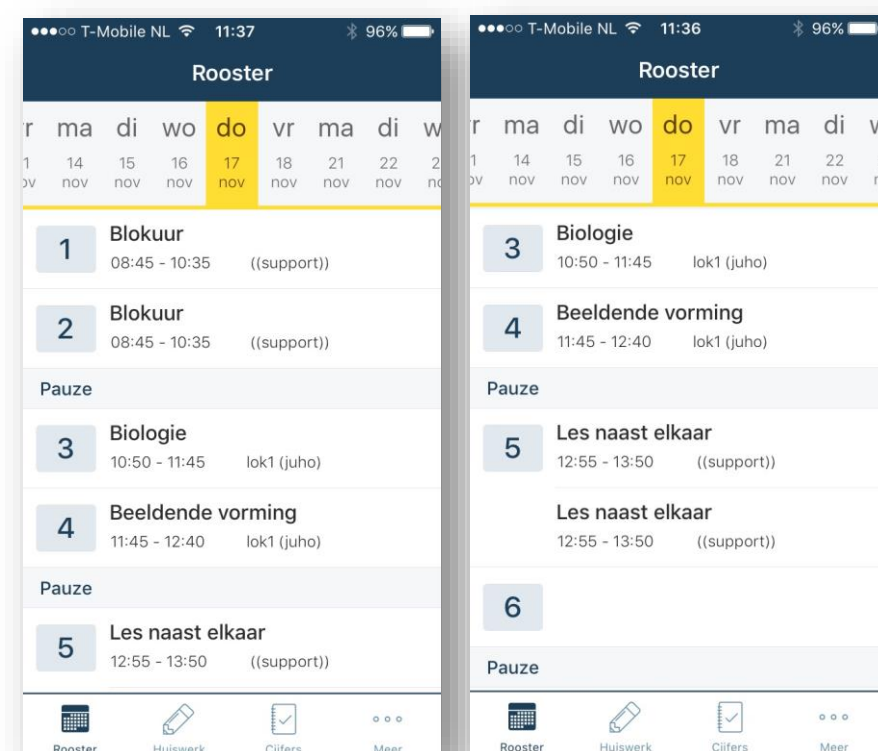 T-Mobile NL 11:37 96%
Rooster
r ma di wo do vr ma di w
1 14 15 16 17 18 21 22 2
ov nov nov nov nov nov nov nov no
1 Blokuur
08:45 - 10:35 ((support))
2 Blokuur
08:45 - 10:35 ((support))
Pauze
3 Biologie
10:50 - 11:45 lok1 (juho)
4 Beeldende vorming
11:45 - 12:40 lok1 (juho)
Pauze
5 Les naast elkaar
12:55 - 13:50 ((support))
Rooster Huiswerk Cijfers Meer
T-Mobile NL 11:36 96%
Rooster
r ma di wo do vr ma di
1 14 15 16 17 18 21 22
ov nov nov nov nov nov nov nov
3 Biologie
10:50 - 11:45 lok1 (juho)
4 Beeldende vorming
11:45 - 12:40 lok1 (juho)
Pauze
5 Les naast elkaar
12:55 - 13:50 ((support))
Les naast elkaar
12:55 - 13:50 ((support))
6
Pauze
Rooster Huiswerk Cijfers Meer